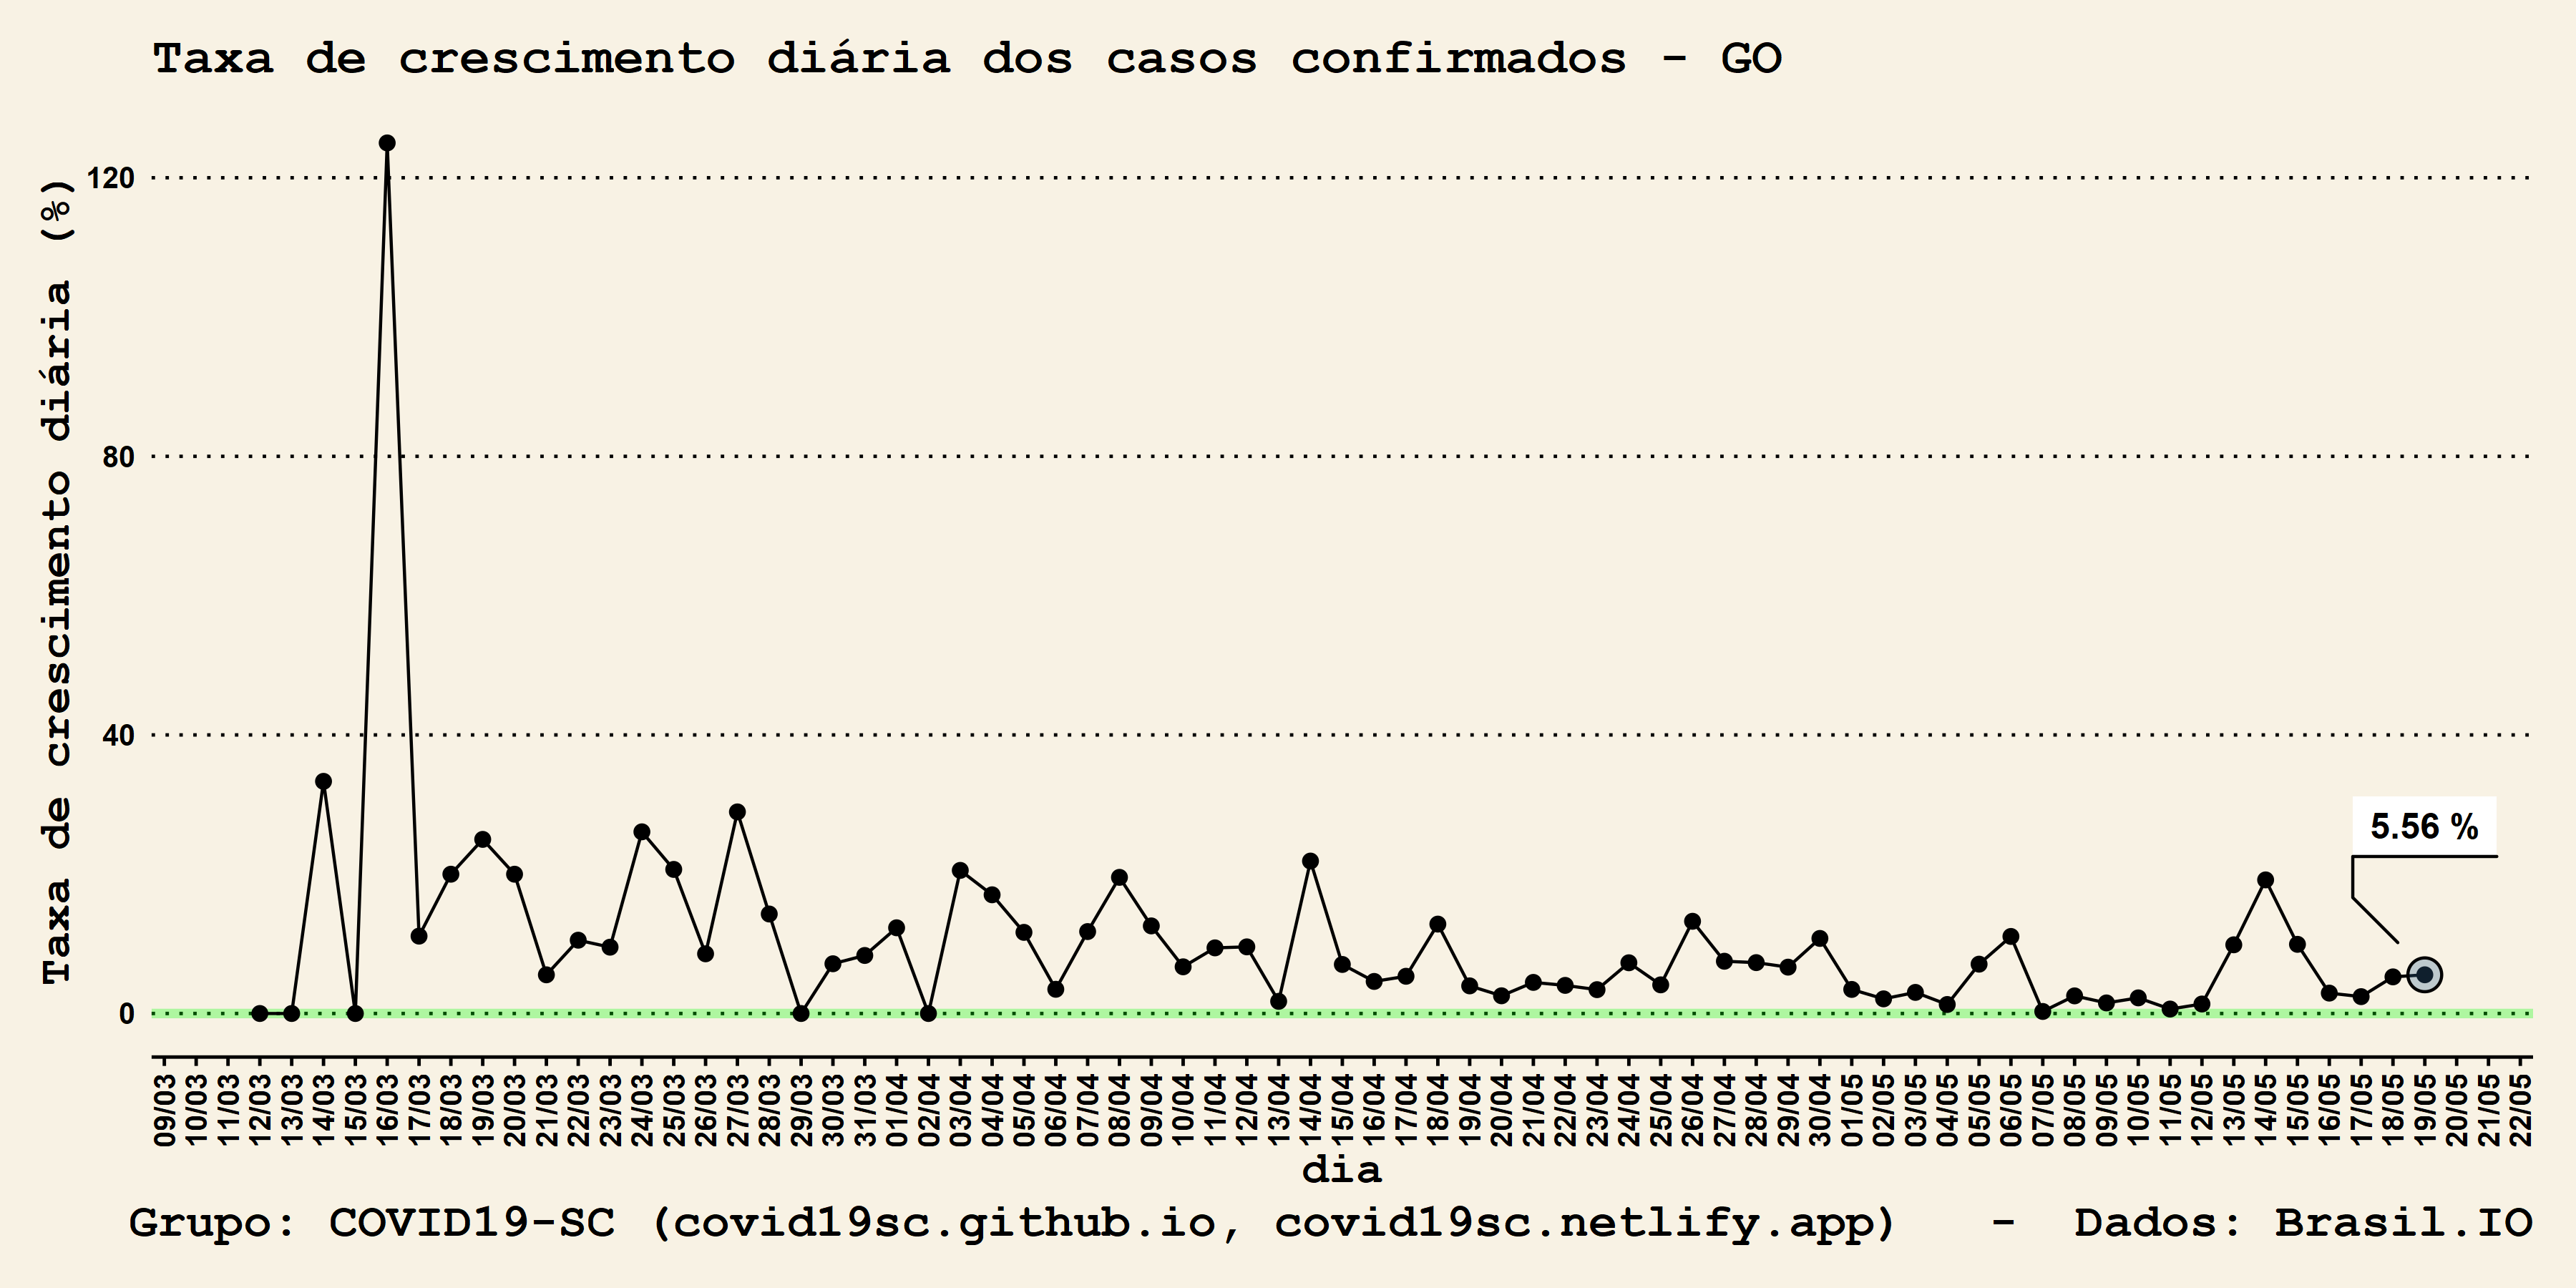 Taxa de crescimento diária dos casos confirmados - GO
Taxa de crescimento diária (%)
120
80
40
0
5.56 %
09/03 10/03 11/03 12/03 13/03 14/03 15/03 16/03 17/03 18/03 19/03 20/03 21/03 22/03 23/03 24/03 25/03 26/03 27/03 28/03 29/03 30/03 31/03 01/04 02/04 03/04 04/04 05/04 06/04 07/04 08/04 09/04 10/04 11/04 12/04 13/04 14/04 15/04 16/04 17/04 18/04 19/04 20/04 21/04 22/04 23/04 24/04 25/04 26/04 27/04 28/04 29/04 30/04 01/05 02/05 03/05 04/05 05/05 06/05 07/05 08/05 09/05 10/05 11/05 12/05 13/05 14/05 15/05 16/05 17/05 18/05 19/05 20/05 21/05 22/05
dia
Grupo: COVID19-SC (covid19sc.github.io, covid19sc.netlify.app) - Dados: Brasil.IO